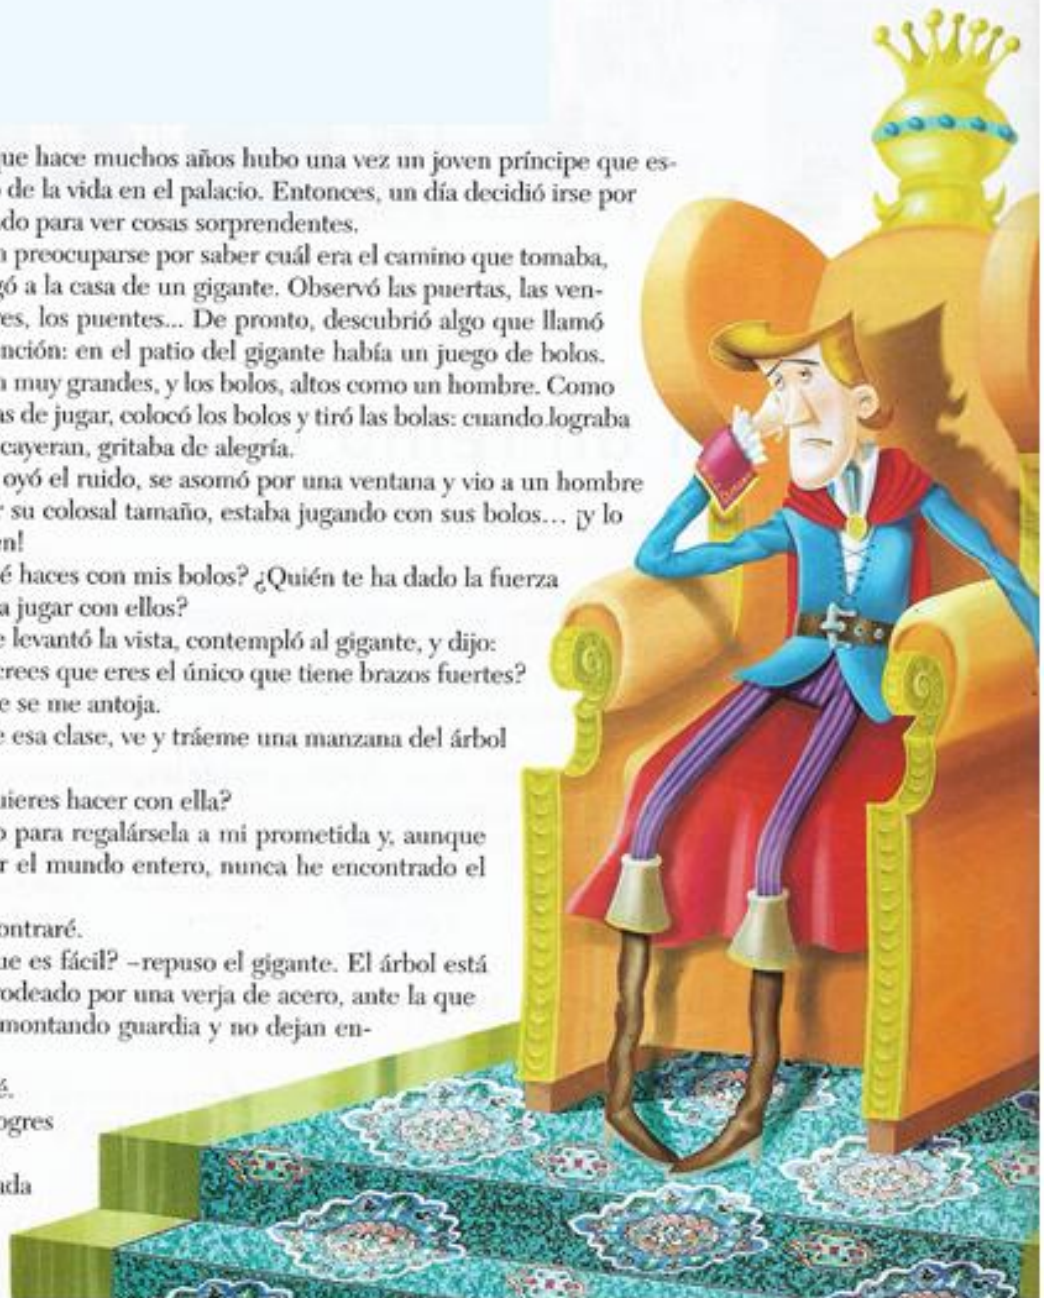 ue hace muchos años hubo una vez un joven príncipe que es-
de la vida en el palacio. Entonces, un día decidió irse por
do para ver cosas sorprendentes.
preocuparse por saber cuál era el camino que tomaba,
gó a la casa de un gigante. Observó las puertas, las ven-
es, los puentes... De pronto, descubrió algo que llamó
nción: en el patio del gigante había un juego de bolos.
n muy grandes, y los bolos, altos como un hombre. Como
as de jugar, colocó los bolos y tiró las bolas: cuando lograba
cayeran, gritaba de alegría.
oyó el ruido, se asomó por una ventana y vio a un hombre
r su colosal tamaño, estaba jugando con sus bolos... ¡y lo
en!
é haces con mis bolos? ¿Quién te ha dado la fuerza
a jugar con ellos?
e levantó la vista, contempló al gigante, y dijo:
crees que eres el único que tiene brazos fuertes?
e se me antoja.
e esa clase, ve y tráeme una manzana del árbol
uieres hacer con ella?
o para regalársela a mi prometida y, aunque
r el mundo entero, nunca he encontrado el
ontraré.
ue es fácil? –repuso el gigante. El árbol está
odeado por una verja de acero, ante la que
montando guardia y no dejan en-
é.
ogres
ada